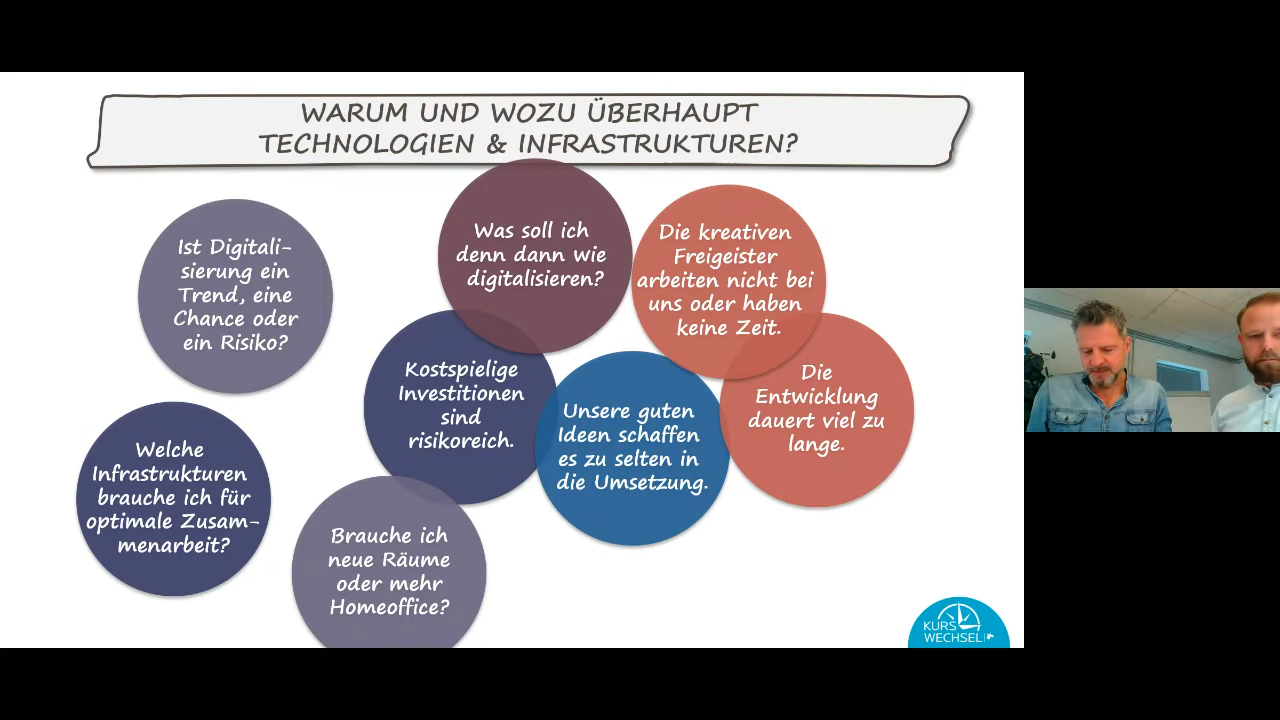 WARUM UND WOZU ÜBERHAUPT
TECHNOLOGIEN & INFRASTRUKTUREN?
Ist Digitali-
sierung ein
Trend, eine
Chance oder
ein Risiko?
Was soll ich
denn dann wie
digitalisieren?
Die kreativen
Freigeister
arbeiten nicht bei
uns oder haben
keine Zeit.
Kostspielige
Investitionen
sind
risikoreich.
Unsere guten
Ideen schaffen
es zu selten in
die Umsetzung.
Die
Entwicklung
dauert viel zu
lange.
Welche
Infrastrukturen
brauche ich für
optimale Zusam-
menarbeit?
Brauche ich
neue Räume
oder mehr
Homeoffice?
KURS
WECHSEL